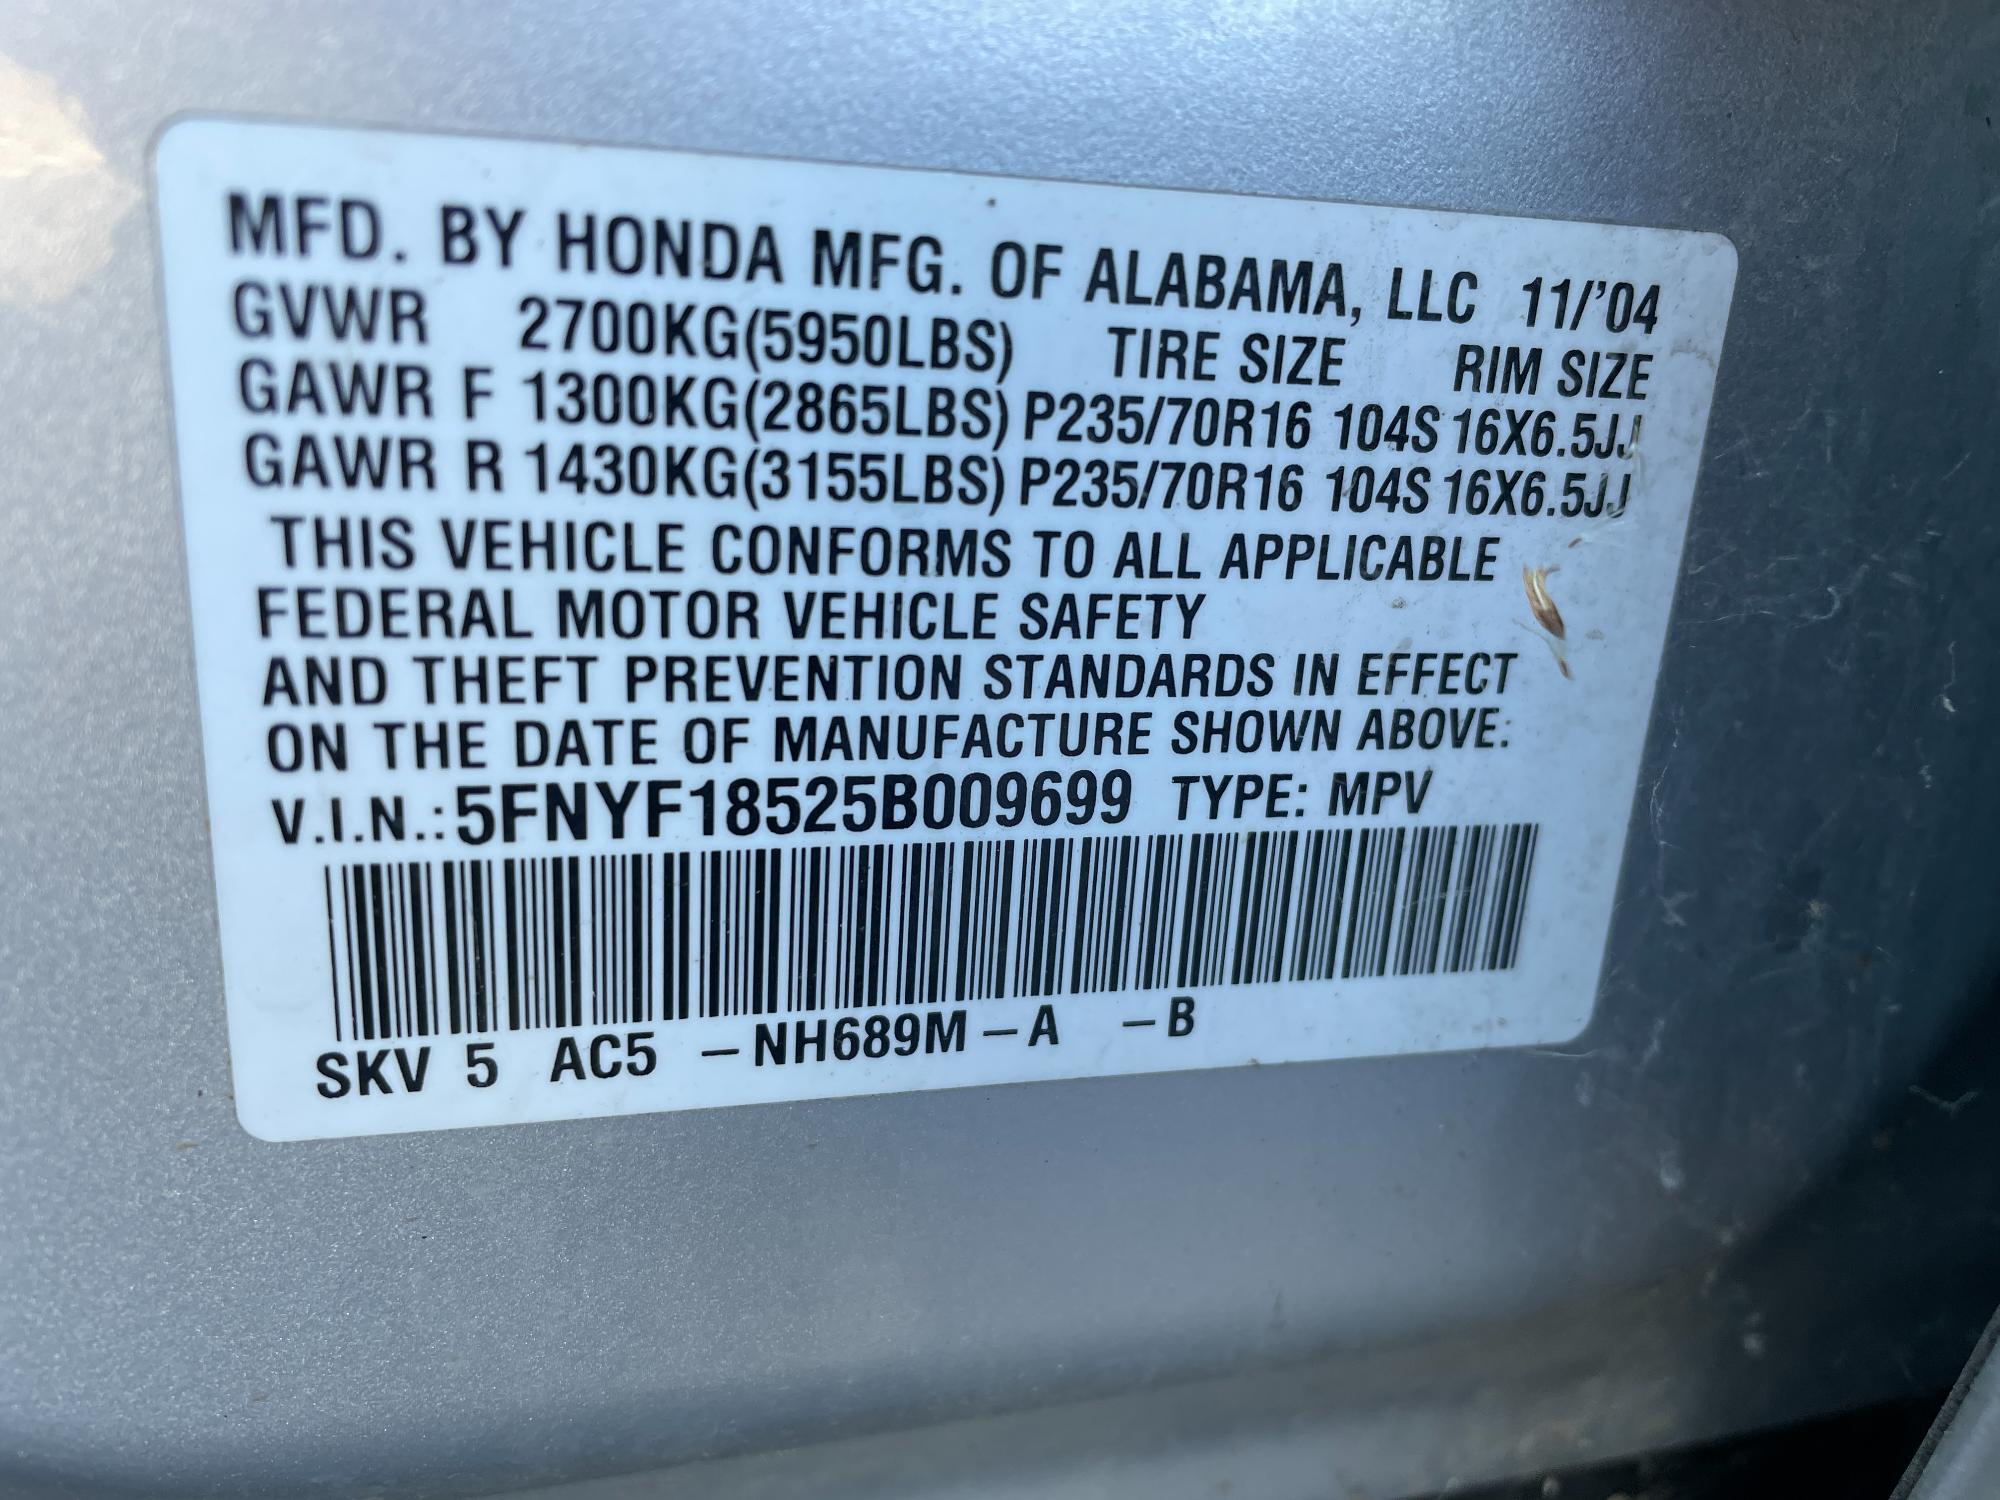 MFD. BY HONDA MFG. OF ALABAMA, LLC 11/'04
GVWR 2700KG(5950LBS) TIRE SIZE RIM SIZE
GAWR F 1300KG(2865LBS) P235/70R16 104S 16X6.5JJ
GAWR R 1430KG(3155LBS) P235/70R16 104S 16X6.5JJ
THIS VEHICLE CONFORMS TO ALL APPLICABLE
FEDERAL MOTOR VEHICLE SAFETY
AND THEFT PREVENTION STANDARDS IN EFFECT
ON THE DATE OF MANUFACTURE SHOWN ABOVE:
V.I.N.:5FNYF18525B009699 TYPE: MPV
SKV 5 AC5 –NH689M–A –B